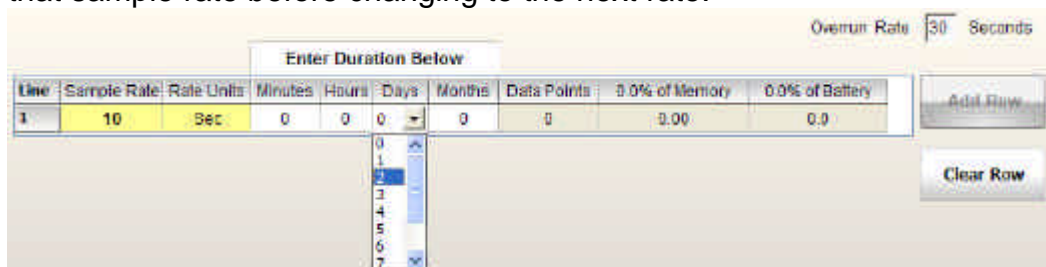 that sample rate before changing to the next rate.
Overrun Rate 30 Seconds
Enter Duration Below
Line Sample Rate Rate Units Minutes Hours Days Months Data Points 0.0% of Memory 0.0% of Battery
Add Row
1 10 Sec 0 0 0 0 0 0.00 0.0
0
1
2
Clear Row
3
4
5
6
7